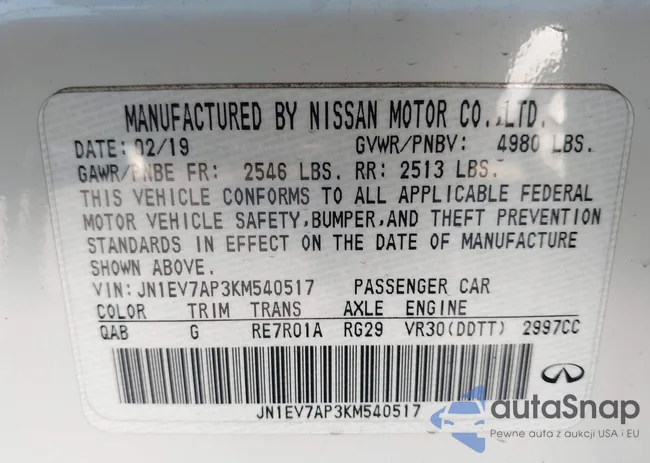 MANUFACTURED BY NISSAN MOTOR CO.,LTD.
DATE: 02/19 GVWR/PNBV: 4980 LBS.
GAWR/PNBE FR: 2546 LBS. RR: 2513 LBS.
THIS VEHICLE CONFORMS TO ALL APPLICABLE FEDERAL
MOTOR VEHICLE SAFETY,BUMPER,AND THEFT PREVENTION
STANDARDS IN EFFECT ON THE DATE OF MANUFACTURE
SHOWN ABOVE.
VIN: JN1EV7AP3KM540517 PASSENGER CAR
COLOR TRIM TRANS AXLE ENGINE
QAB G RE7R01A RG29 VR30(DDTT) 2997CC
JN1EV7AP3KM540517
autaSnap
Pewne auta z aukcji USA i EU